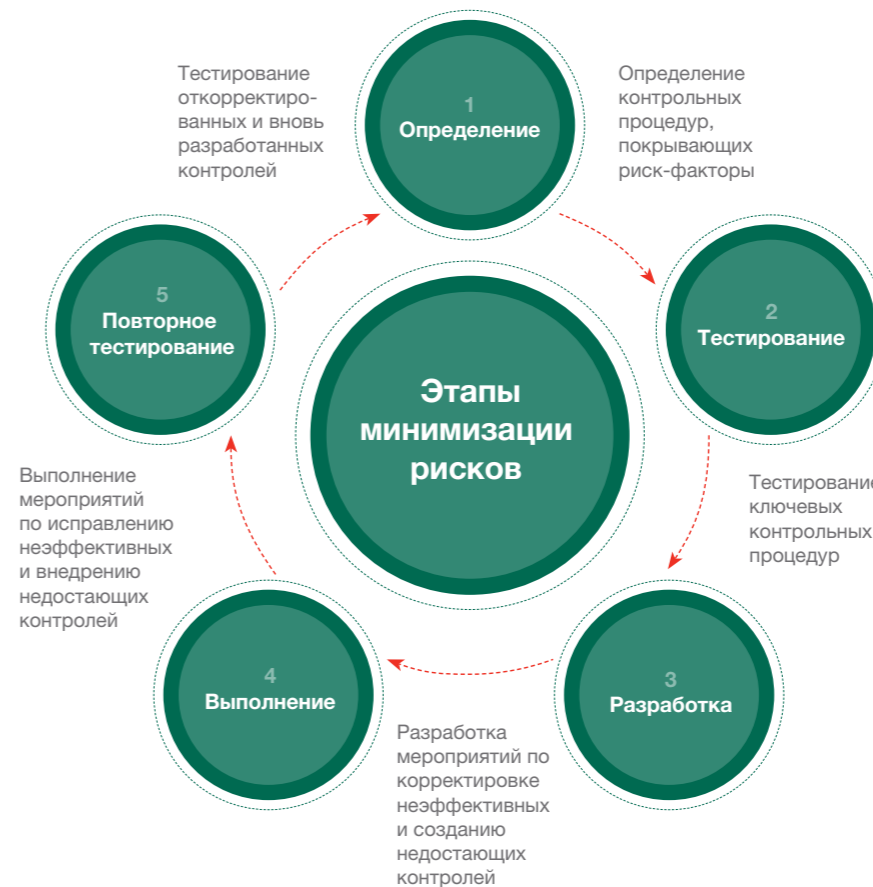 Этапы
минимизации
рисков
1
Определение
Определение
контрольных
процедур,
покрывающих
риск-факторы
2
Тестирование
Тестирование
ключевых
контрольных
процедур
3
Разработка
Разработка
мероприятий по
корректировке
неэффективных
и созданию
недостающих
контролей
4
Выполнение
Выполнение
мероприятий
по исправлению
неэффективных
и внедрению
недостающих
контролей
5
Повторное
тестирование
Тестирование
откорректиро-
ванных и вновь
разработанных
контролей